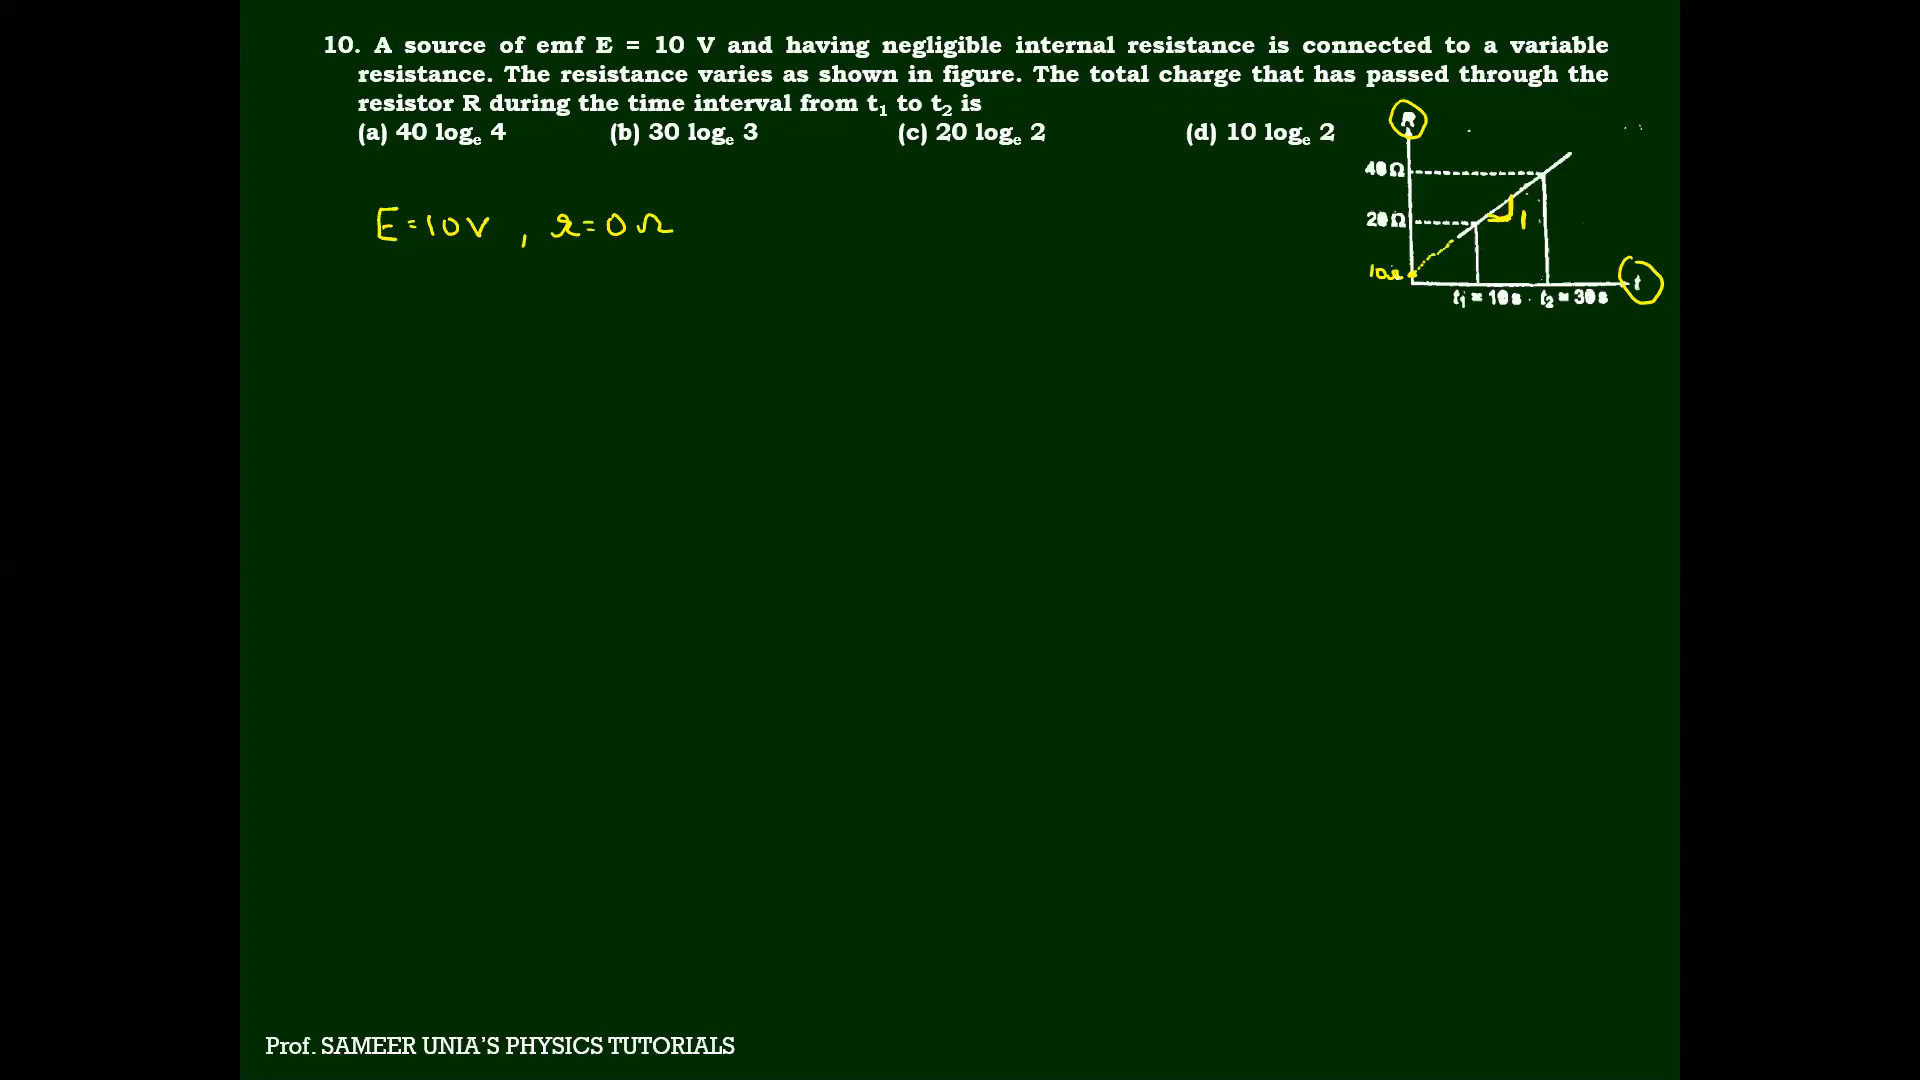 10. A source of emf E = 10 V and having negligible internal resistance is connected to a variable
resistance. The resistance varies as shown in figure. The total charge that has passed through the
resistor R during the time interval from t₁ to t₂ is
(a) 40 logₑ 4 (b) 30 logₑ 3 (c) 20 logₑ 2 (d) 10 logₑ 2
R
40 Ω
20 Ω
1
10Ω
t
t₁ = 10 s t₂ = 30 s
E=10V , r=0Ω
Prof. SAMEER UNIA'S PHYSICS TUTORIALS